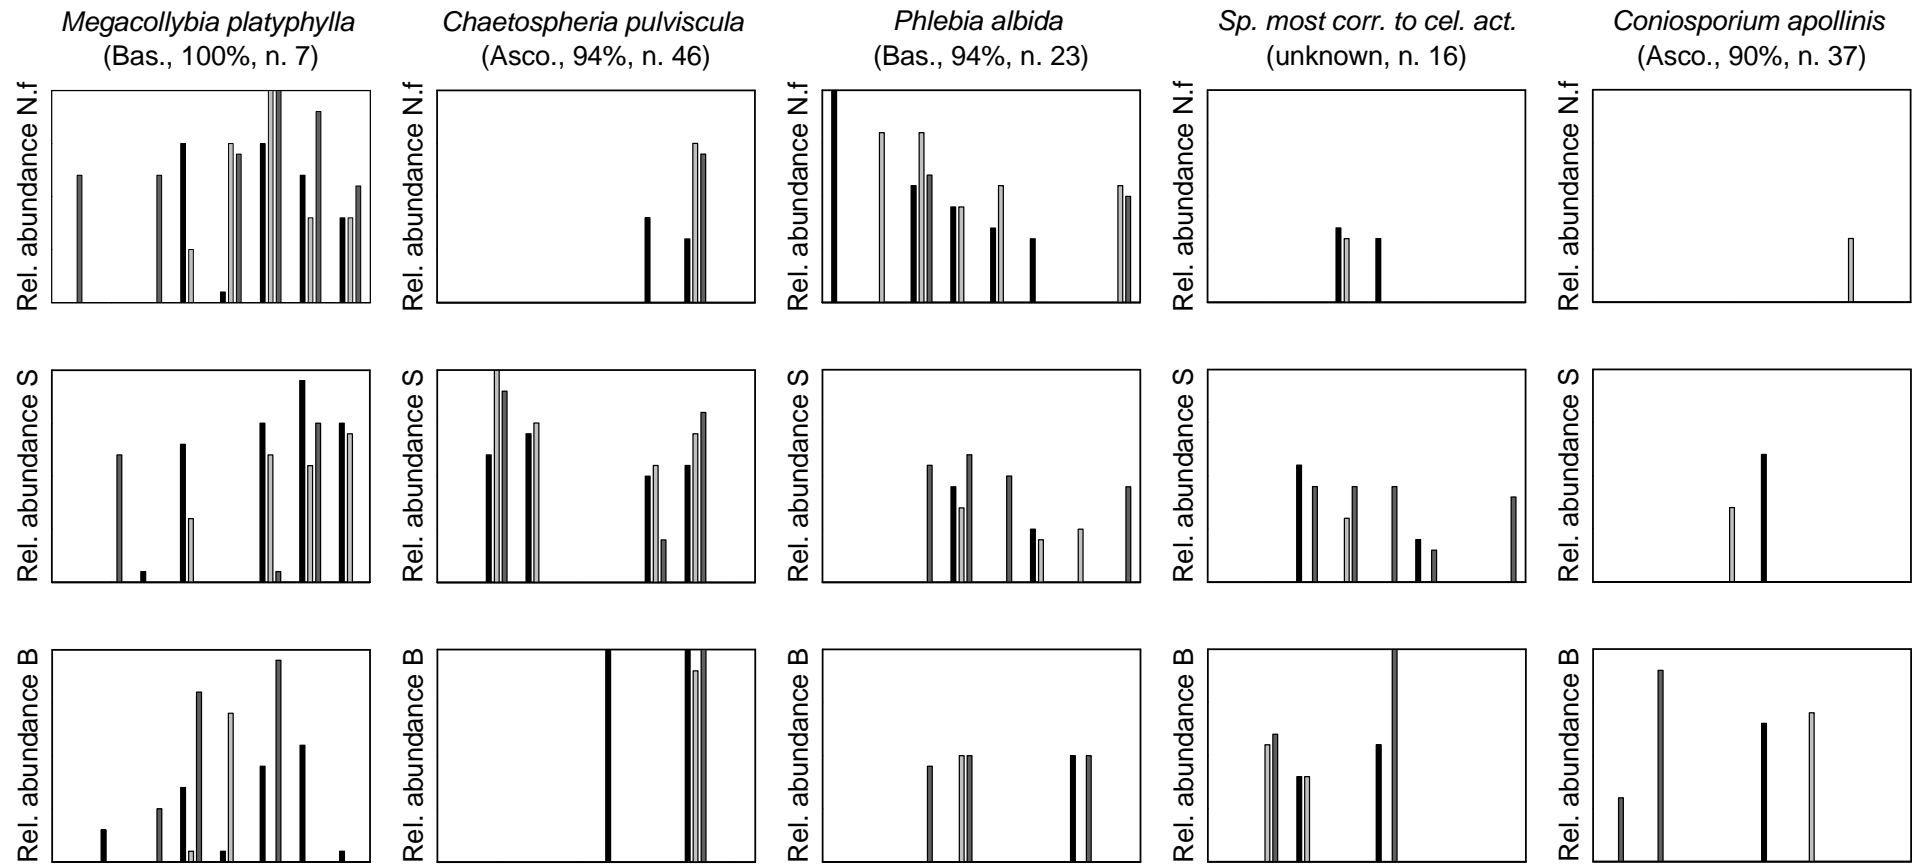 Megacollybia platyphylla
(Bas., 100%, n. 7)
Chaetospheria pulviscula
(Asco., 94%, n. 46)
Phlebia albida
(Bas., 94%, n. 23)
Sp. most corr. to cel. act.
(unknown, n. 16)
Coniosporium apollinis
(Asco., 90%, n. 37)
Rel. abundance N.f
Rel. abundance N.f
Rel. abundance N.f
Rel. abundance N.f
Rel. abundance N.f
Rel. abundance S
Rel. abundance S
Rel. abundance S
Rel. abundance S
Rel. abundance S
Rel. abundance B
Rel. abundance B
Rel. abundance B
Rel. abundance B
Rel. abundance B